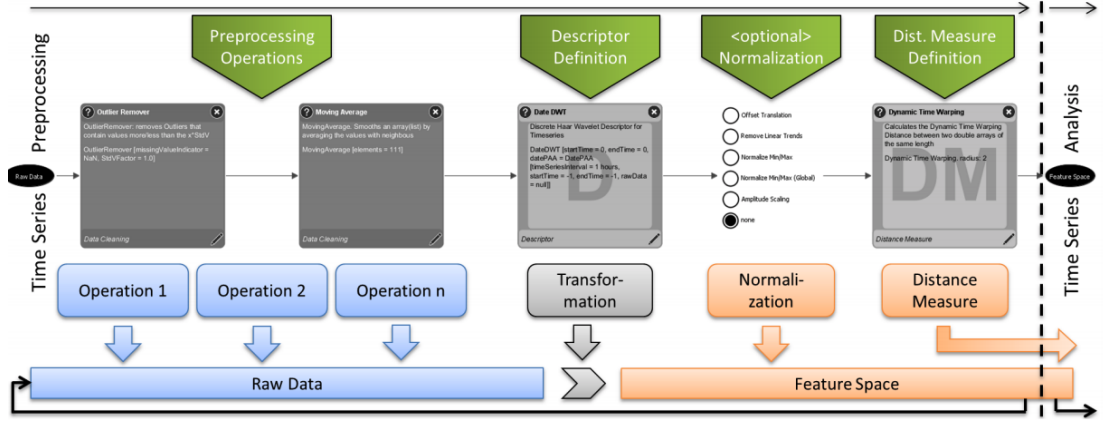 Time Series Preprocessing
Raw Data
Preprocessing
Operations
Descriptor
Definition
<optional>
Normalization
Dist. Measure
Definition
Outlier Remover
OutlierRemover: removes Outliers that
contain values more/less than the x*StdV
OutlierRemover [missingValueIndicator =
NaN, StdVFactor = 1.0]
Data Cleaning
Moving Average
MovingAverage. Smooths an array(list) by
averaging the values with neighbous
MovingAverage [elements = 111]
Data Cleaning
Date DWT
Discrete Haar Wavelet Descriptor for
Timeseries
DateDWT [startTime = 0, endTime = 0,
datePAA = DatePAA
[timeSeriesInterval = 1 hours,
startTime = -1, endTime = -1, rawData
= null]]
D
Descriptor
Offset Translation
Remove Linear Trends
Normalize Min/Max
Normalize Min/Max (Global)
Amplitude Scaling
none
Dynamic Time Warping
Calculates the Dynamic Time Warping
Distance between two double arrays of
the same length
Dynamic Time Warping, radius: 2
DM
Distance Measure
Feature Space
Time Series Analysis
Operation 1
Operation 2
Operation n
Transfor-
mation
Normali-
zation
Distance
Measure
Raw Data
Feature Space